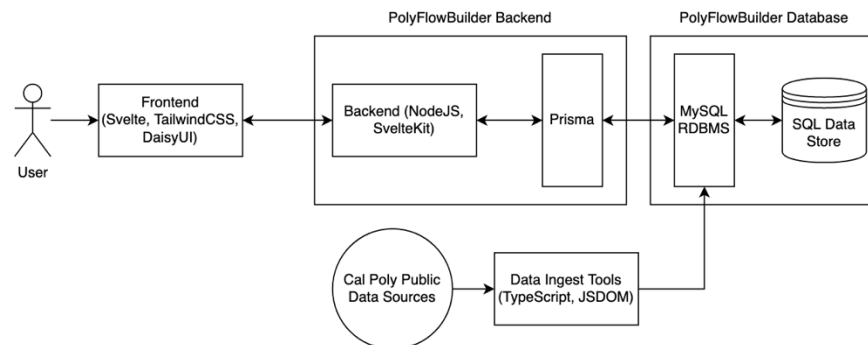 PolyFlowBuilder Backend
PolyFlowBuilder Database
User
Frontend
(Svelte, TailwindCSS,
DaisyUI)
Backend (NodeJS,
SvelteKit)
Prisma
MySQL
RDBMS
SQL Data
Store
Cal Poly Public
Data Sources
Data Ingest Tools
(TypeScript, JSDOM)